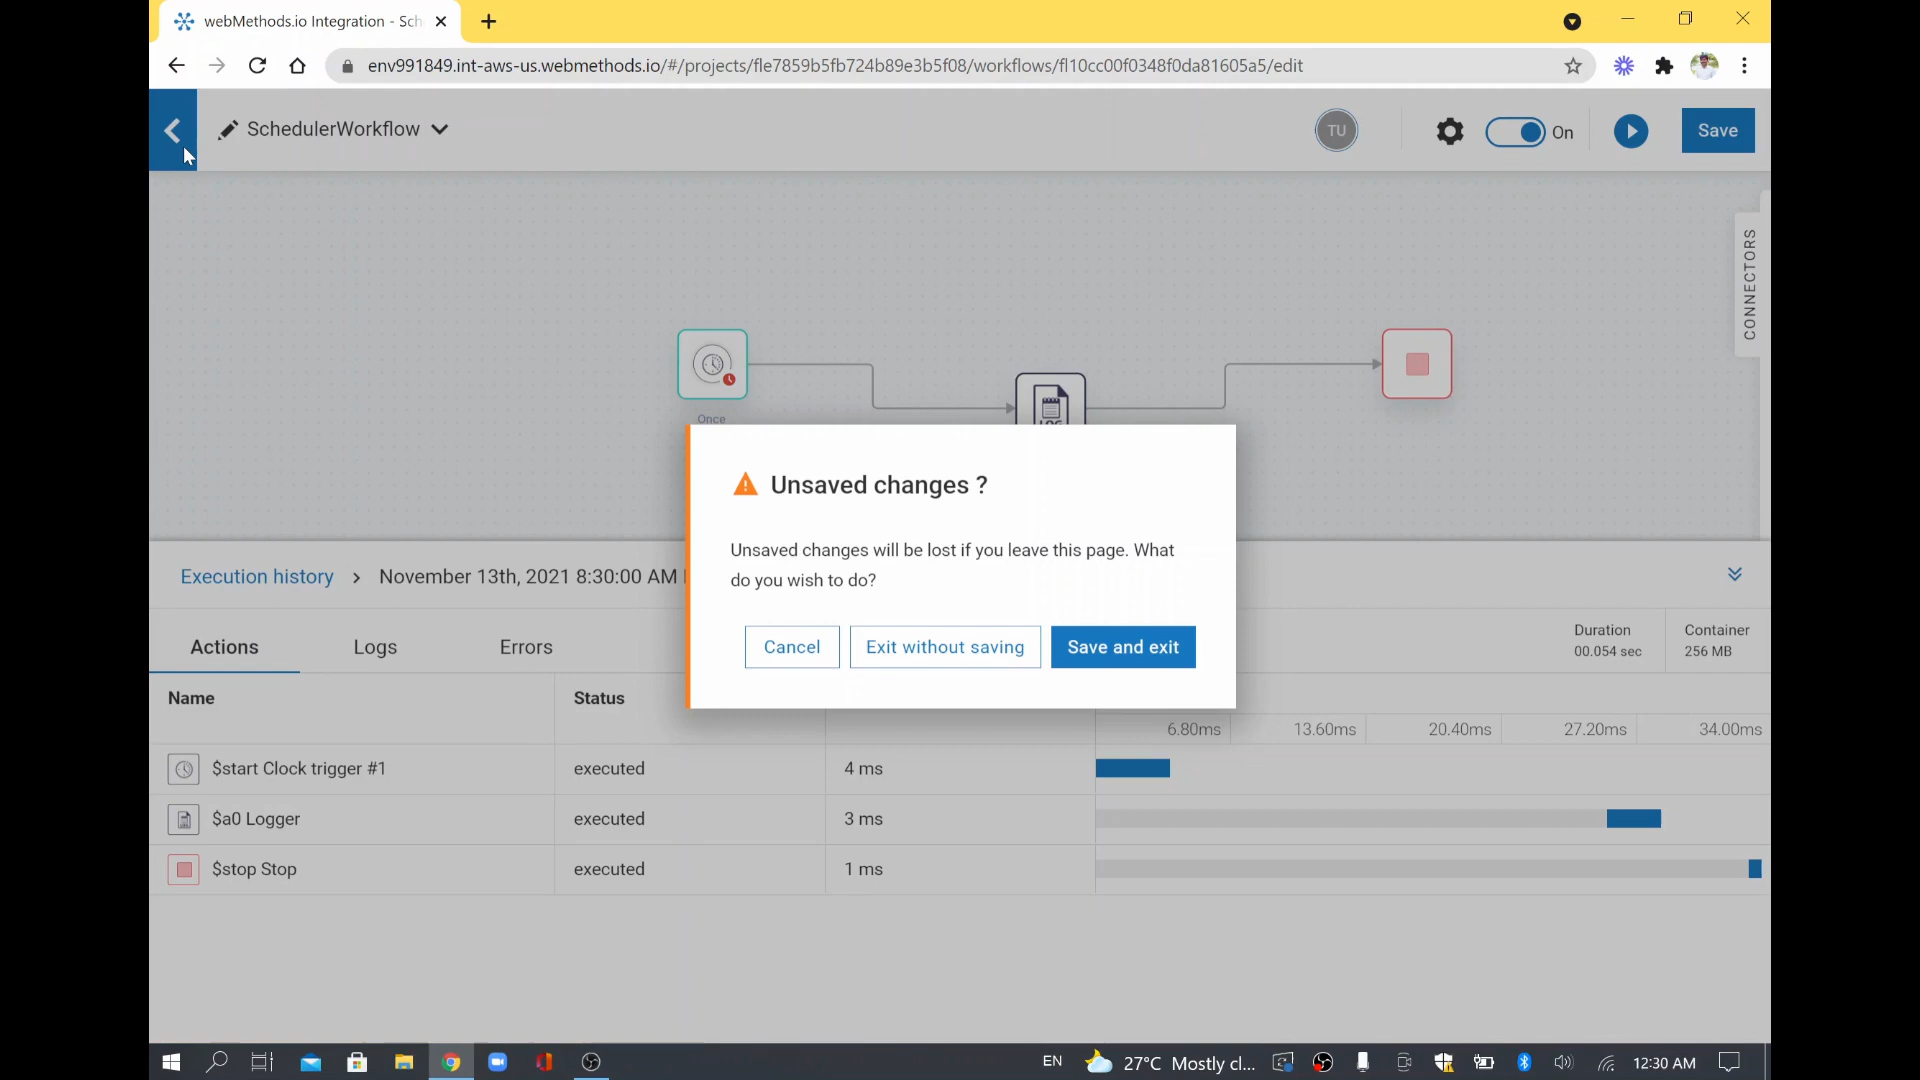 webMethods.io Integration - Sch
env991849.int-aws-us.webmethods.io/#/projects/fle7859b5fb724b89e3b5f08/workflows/fl10cc00f0348f0da81605a5/edit
SchedulerWorkflow
TU
On
Save
CONNECTORS
Once
LOG
Unsaved changes ?
Unsaved changes will be lost if you leave this page. What
do you wish to do?
Cancel
Exit without saving
Save and exit
Execution history > November 13th, 2021 8:30:00 AM
Actions
Logs
Errors
Duration
00.054 sec
Container
256 MB
Name
Status
6.80ms
13.60ms
20.40ms
27.20ms
34.00ms
$start Clock trigger #1
executed
4 ms
$a0 Logger
executed
3 ms
$stop Stop
executed
1 ms
EN
27°C Mostly cl...
12:30 AM